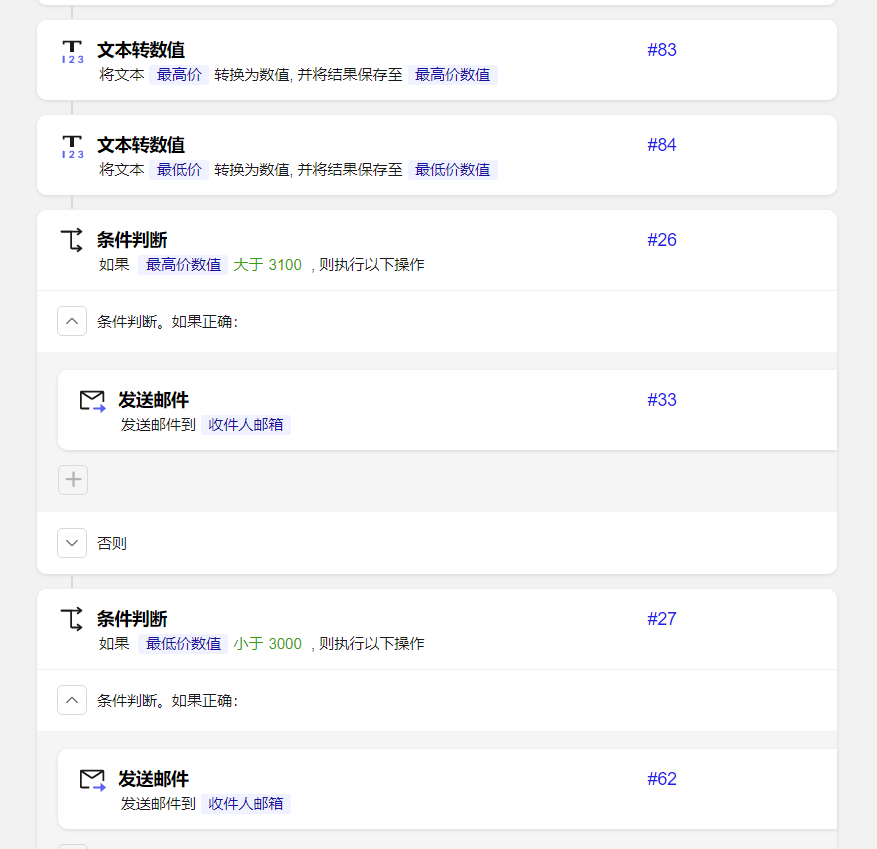 文本转数值 #83
将文本 最高价 转换为数值, 并将结果保存至 最高价数值
文本转数值 #84
将文本 最低价 转换为数值, 并将结果保存至 最低价数值
条件判断 #26
如果 最高价数值 大于 3100 , 则执行以下操作
条件判断。如果正确:
发送邮件 #33
发送邮件到 收件人邮箱
否则
条件判断 #27
如果 最低价数值 小于 3000 , 则执行以下操作
条件判断。如果正确:
发送邮件 #62
发送邮件到 收件人邮箱